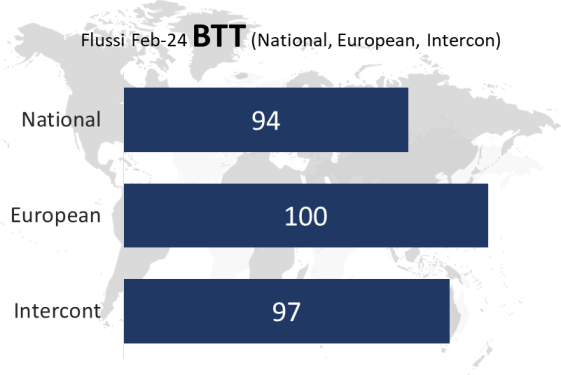 Flussi Feb-24 BTT (National, European, Intercon)
National 94
European 100
Intercont 97